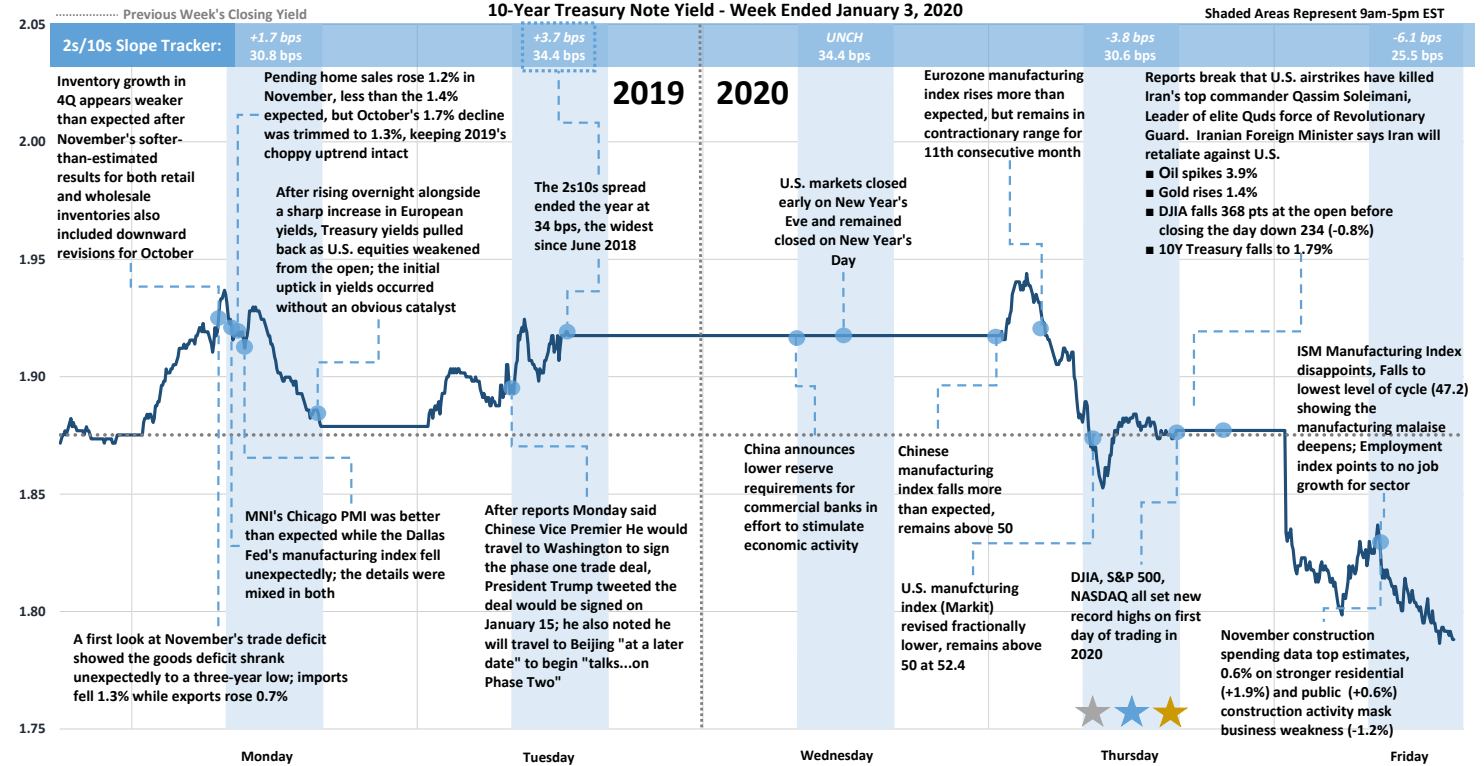 10-Year Treasury Note Yield - Week Ended January 3, 2020
Previous Week's Closing Yield
Shaded Areas Represent 9am-5pm EST
2s/10s Slope Tracker:
+1.7 bps
30.8 bps
+3.7 bps
34.4 bps
UNCH
34.4 bps
-3.8 bps
30.6 bps
-6.1 bps
25.5 bps
2019
2020
2.05
2.00
1.95
1.90
1.85
1.80
1.75
Inventory growth in
4Q appears weaker
than expected after
November's softer-
than-estimated
results for both retail
and wholesale
inventories also
included downward
revisions for October
Pending home sales rose 1.2% in
November, less than the 1.4%
expected, but October's 1.7% decline
was trimmed to 1.3%, keeping 2019's
choppy uptrend intact
After rising overnight alongside
a sharp increase in European
yields, Treasury yields pulled
back as U.S. equities weakened
from the open; the initial
uptick in yields occurred
without an obvious catalyst
The 2s10s spread
ended the year at
34 bps, the widest
since June 2018
U.S. markets closed
early on New Year's
Eve and remained
closed on New Year's
Day
Eurozone manufacturing
index rises more than
expected, but remains in
contractionary range for
11th consecutive month
Reports break that U.S. airstrikes have killed
Iran's top commander Qassim Soleimani,
Leader of elite Quds force of Revolutionary
Guard. Iranian Foreign Minister says Iran will
retaliate against U.S.
■ Oil spikes 3.9%
■ Gold rises 1.4%
■ DJIA falls 368 pts at the open before
closing the day down 234 (-0.8%)
■ 10Y Treasury falls to 1.79%
ISM Manufacturing Index
disappoints, Falls to
lowest level of cycle (47.2)
showing the
manufacturing malaise
deepens; Employment
index points to no job
growth for sector
MNI's Chicago PMI was better
than expected while the Dallas
Fed's manufacturing index fell
unexpectedly; the details were
mixed in both
A first look at November's trade deficit
showed the goods deficit shrank
unexpectedly to a three-year low; imports
fell 1.3% while exports rose 0.7%
After reports Monday said
Chinese Vice Premier He would
travel to Washington to sign
the phase one trade deal,
President Trump tweeted the
deal would be signed on
January 15; he also noted he
will travel to Beijing "at a later
date" to begin "talks...on
Phase Two"
China announces
lower reserve
requirements for
commercial banks in
effort to stimulate
economic activity
Chinese
manufacturing
index falls more
than expected,
remains above 50
U.S. manufcturing
index (Markit)
revised fractionally
lower, remains above
50 at 52.4
DJIA, S&P 500,
NASDAQ all set new
record highs on first
day of trading in
2020
November construction
spending data top estimates,
0.6% on stronger residential
(+1.9%) and public (+0.6%)
construction activity mask
business weakness (-1.2%)
Monday
Tuesday
Wednesday
Thursday
Friday